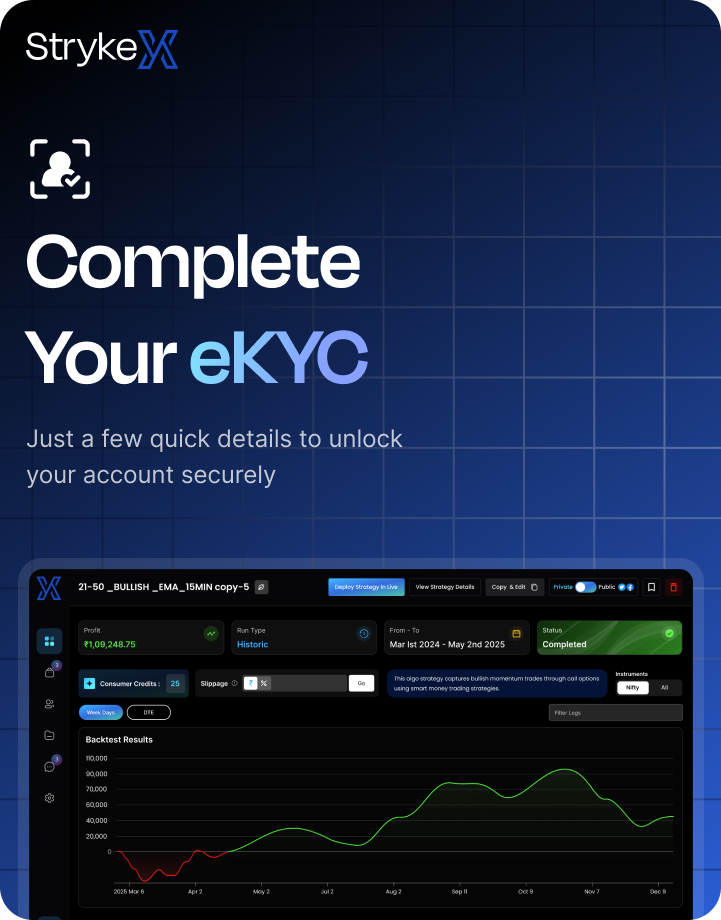 StrykeX
Complete
Your eKYC
Just a few quick details to unlock
your account securely
21-50 _BULLISH _EMA_15MIN copy-5
Deploy Strategy in Live
View Strategy Details
Copy & Edit
Private
Public
Profit
₹1,09,248.75
Run Type
Historic
From - To
Mar 1st 2024 - May 2nd 2025
Status
Completed
3
Consumer Credits :
25
Slippage
₹
%
Go
This algo strategy captures bullish momentum trades through call options
using smart money trading strategies.
Instruments
Nifty
All
Week Days
DTE
Filter Legs
3
Backtest Results
110,000
90,000
70,000
60,000
40,000
20,000
0
2025 Mar 6
Apr 2
May 2
Jul 2
Aug 2
Sep 11
Oct 9
Nov 7
Dec 9